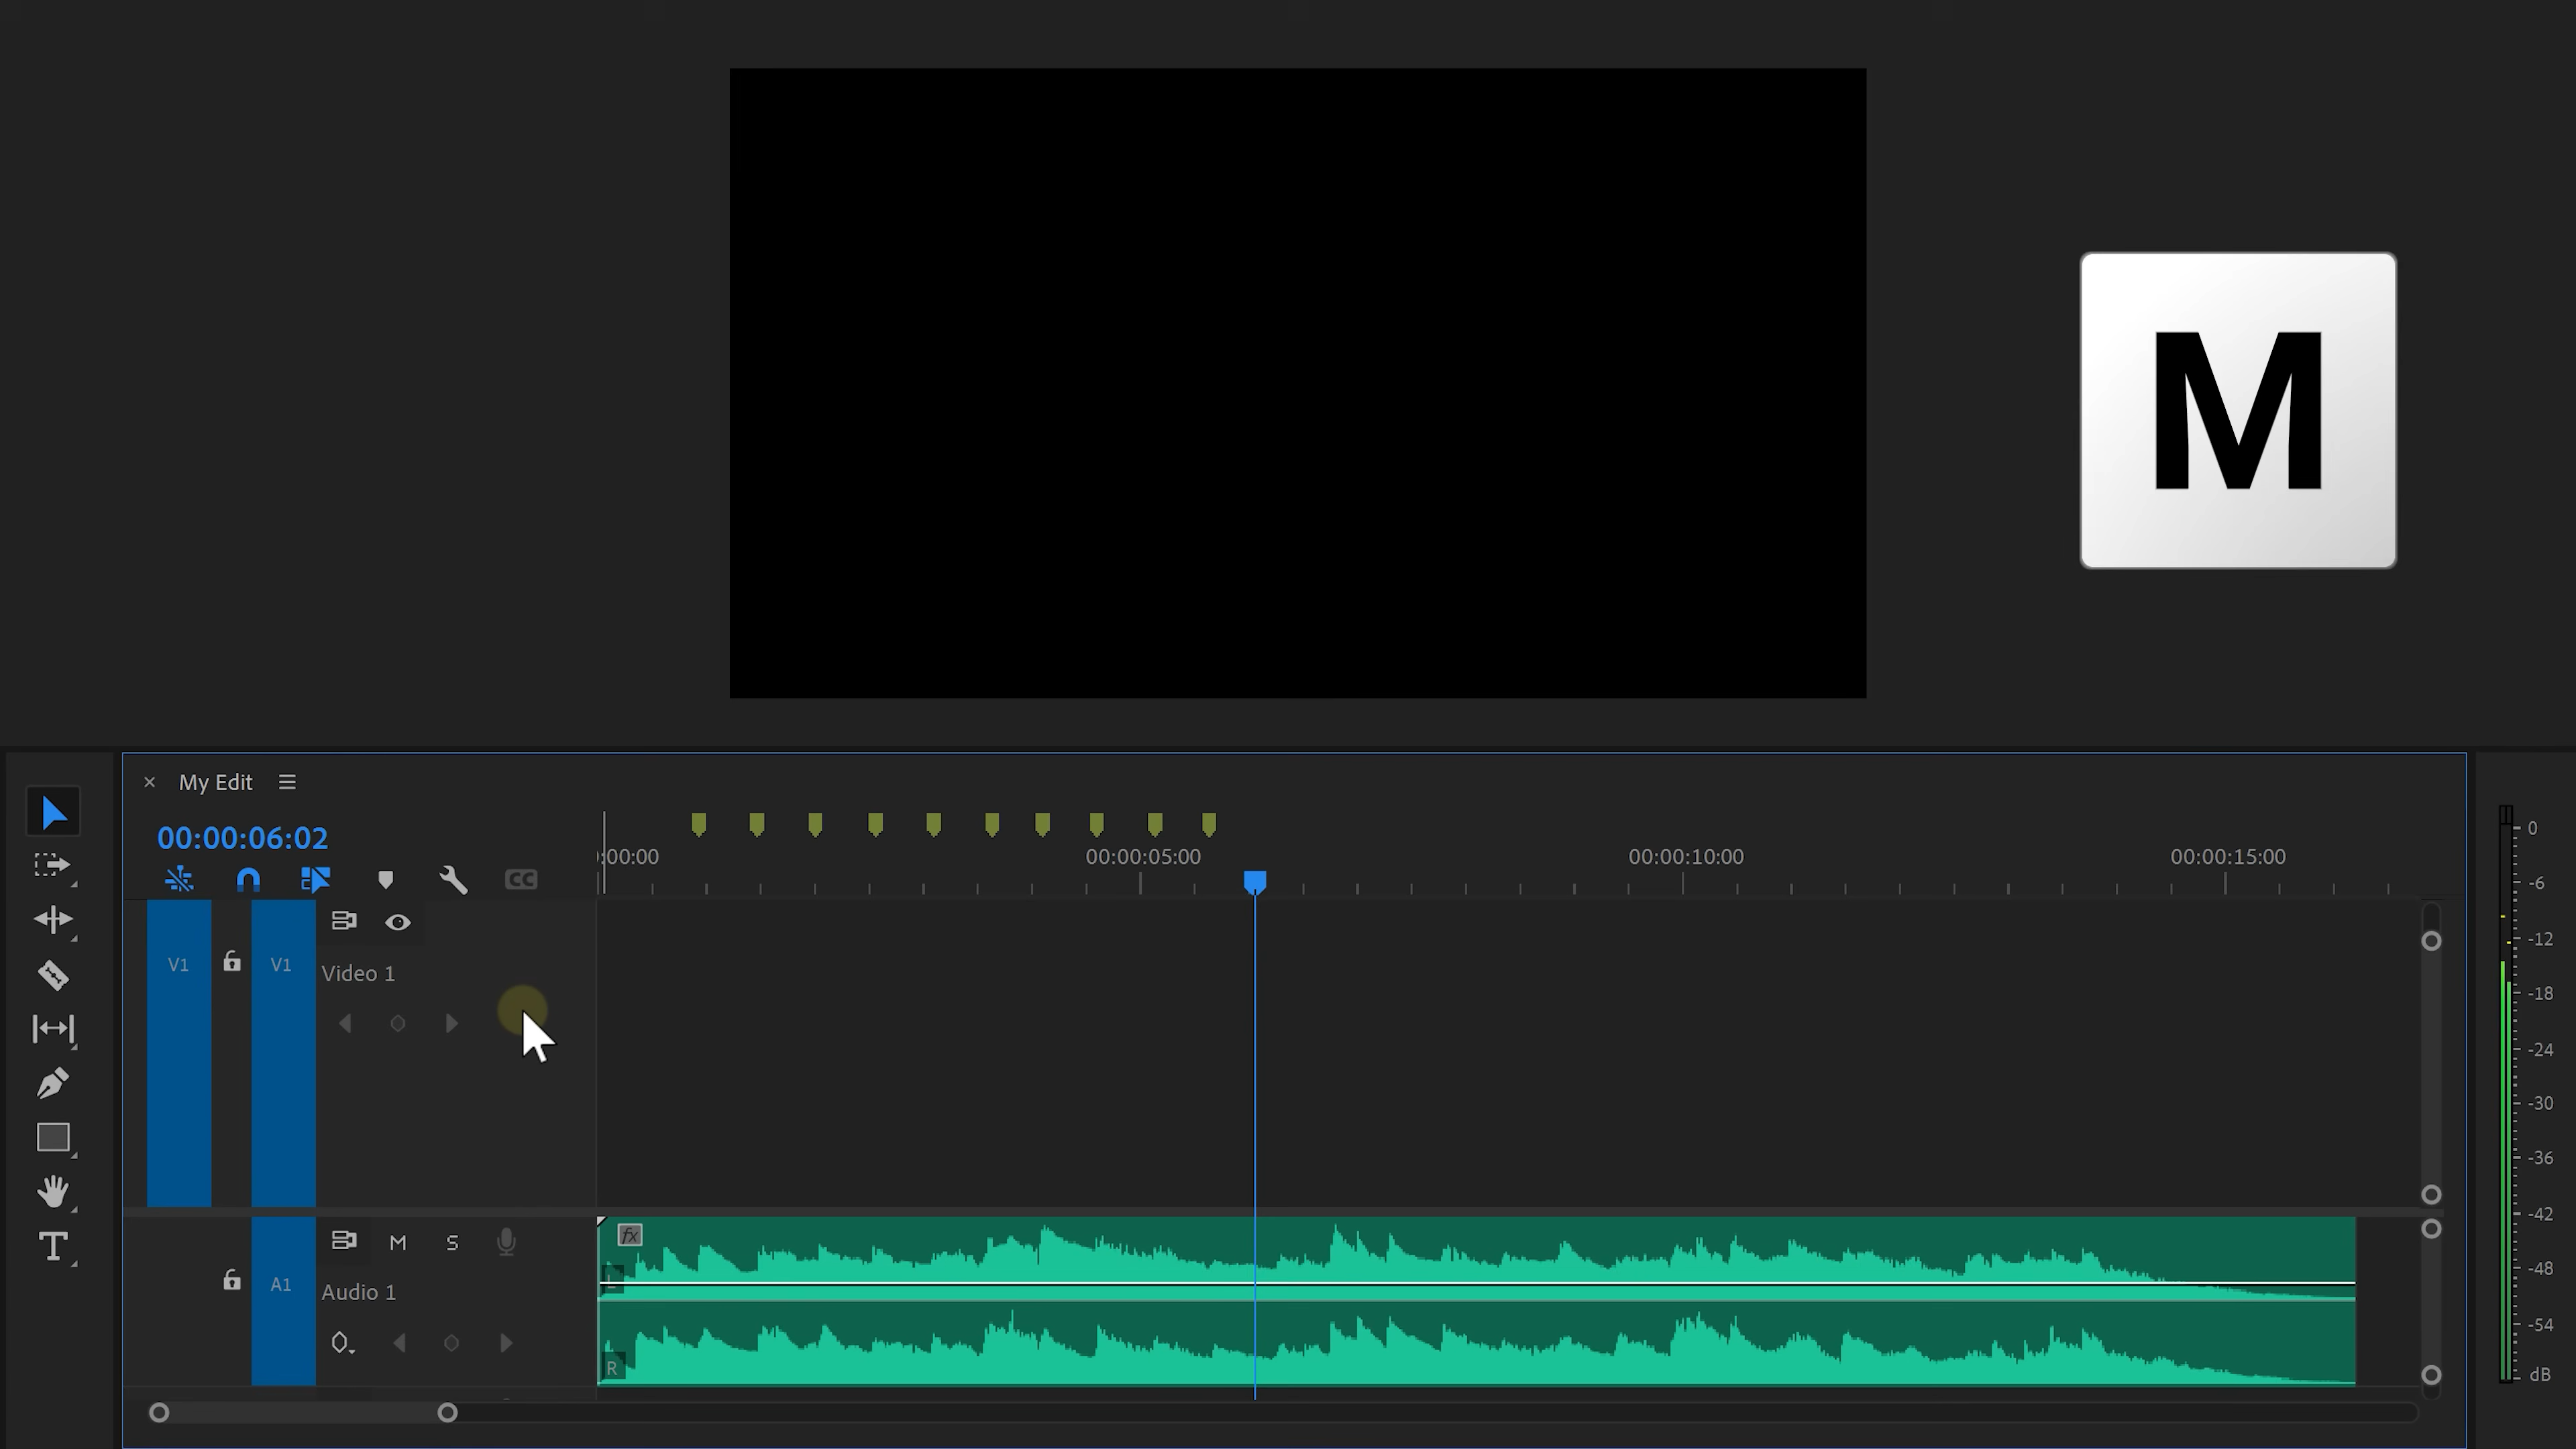 M
× My Edit
00:00:06:02
:00:00 00:00:05:00 00:00:10:00 00:00:15:00
CC
V1 V1 Video 1
fx
M S
L
A1 Audio 1
R
0
-6
-12
-18
-24
-30
-36
-42
-48
-54
dB